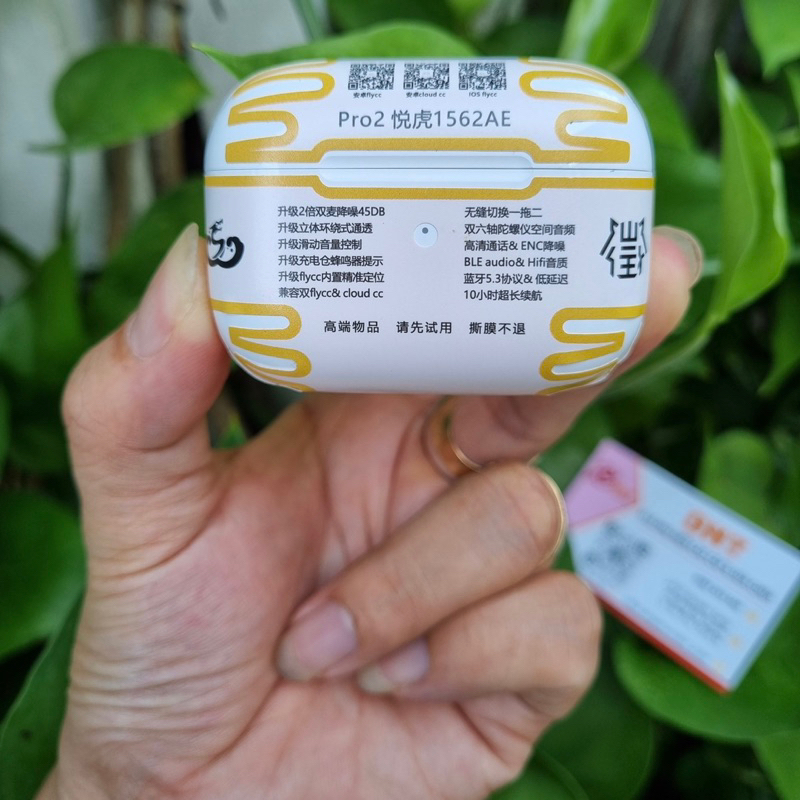 安卓flycc 安卓cloud cc iOS flycc
Pro2 悦虎1562AE
升级2倍双麦降噪45DB
升级立体环绕式通透
升级滑动音量控制
升级充电仓蜂鸣器提示
升级flycc内置精准定位
兼容双flycc& cloud cc
无缝切换一拖二
双六轴陀螺仪空间音频
高清通话& ENC降噪
BLE audio& Hifi音质
蓝牙5.3协议& 低延迟
10小时超长续航
高端物品 请先试用 撕膜不退